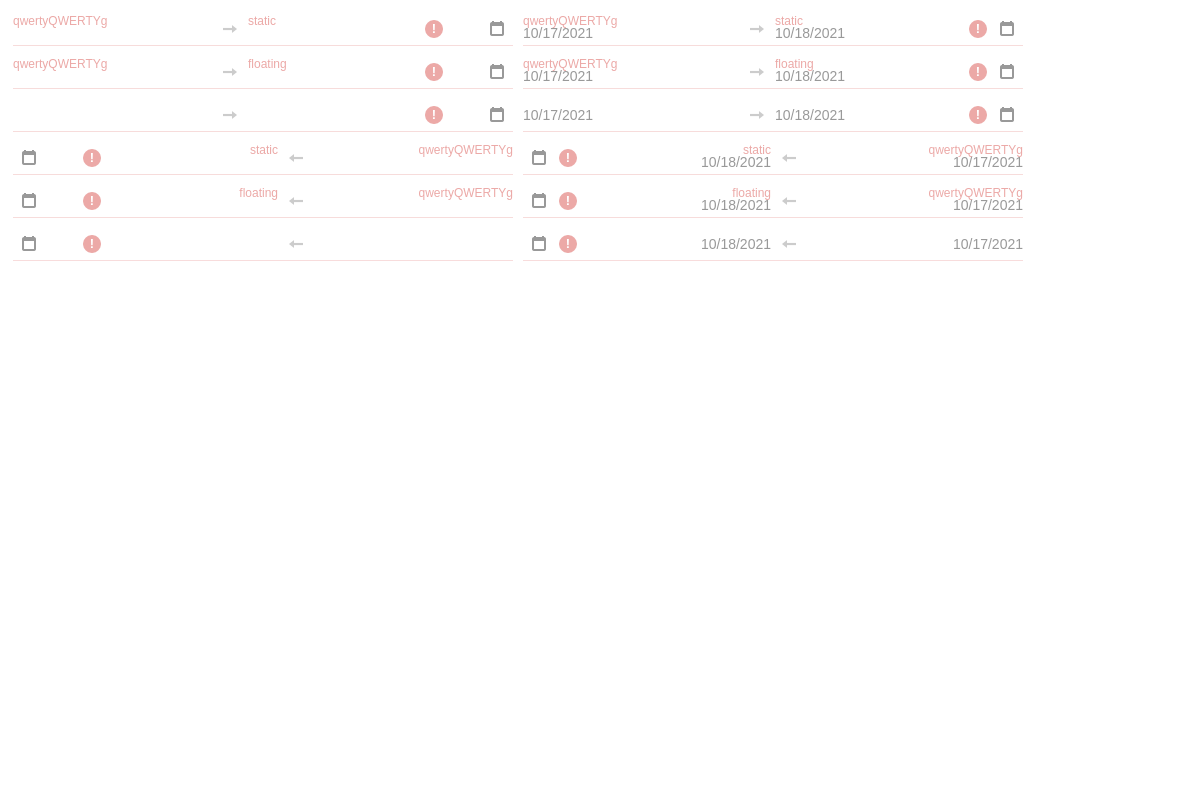 qwertyQWERTYg static ! qwertyQWERTYg static !
10/17/2021 10/18/2021
qwertyQWERTYg floating ! qwertyQWERTYg floating !
10/17/2021 10/18/2021
! 10/17/2021 10/18/2021 !
! static qwertyQWERTYg ! static qwertyQWERTYg
10/18/2021 10/17/2021
! floating qwertyQWERTYg ! floating qwertyQWERTYg
10/18/2021 10/17/2021
! ! 10/18/2021 10/17/2021